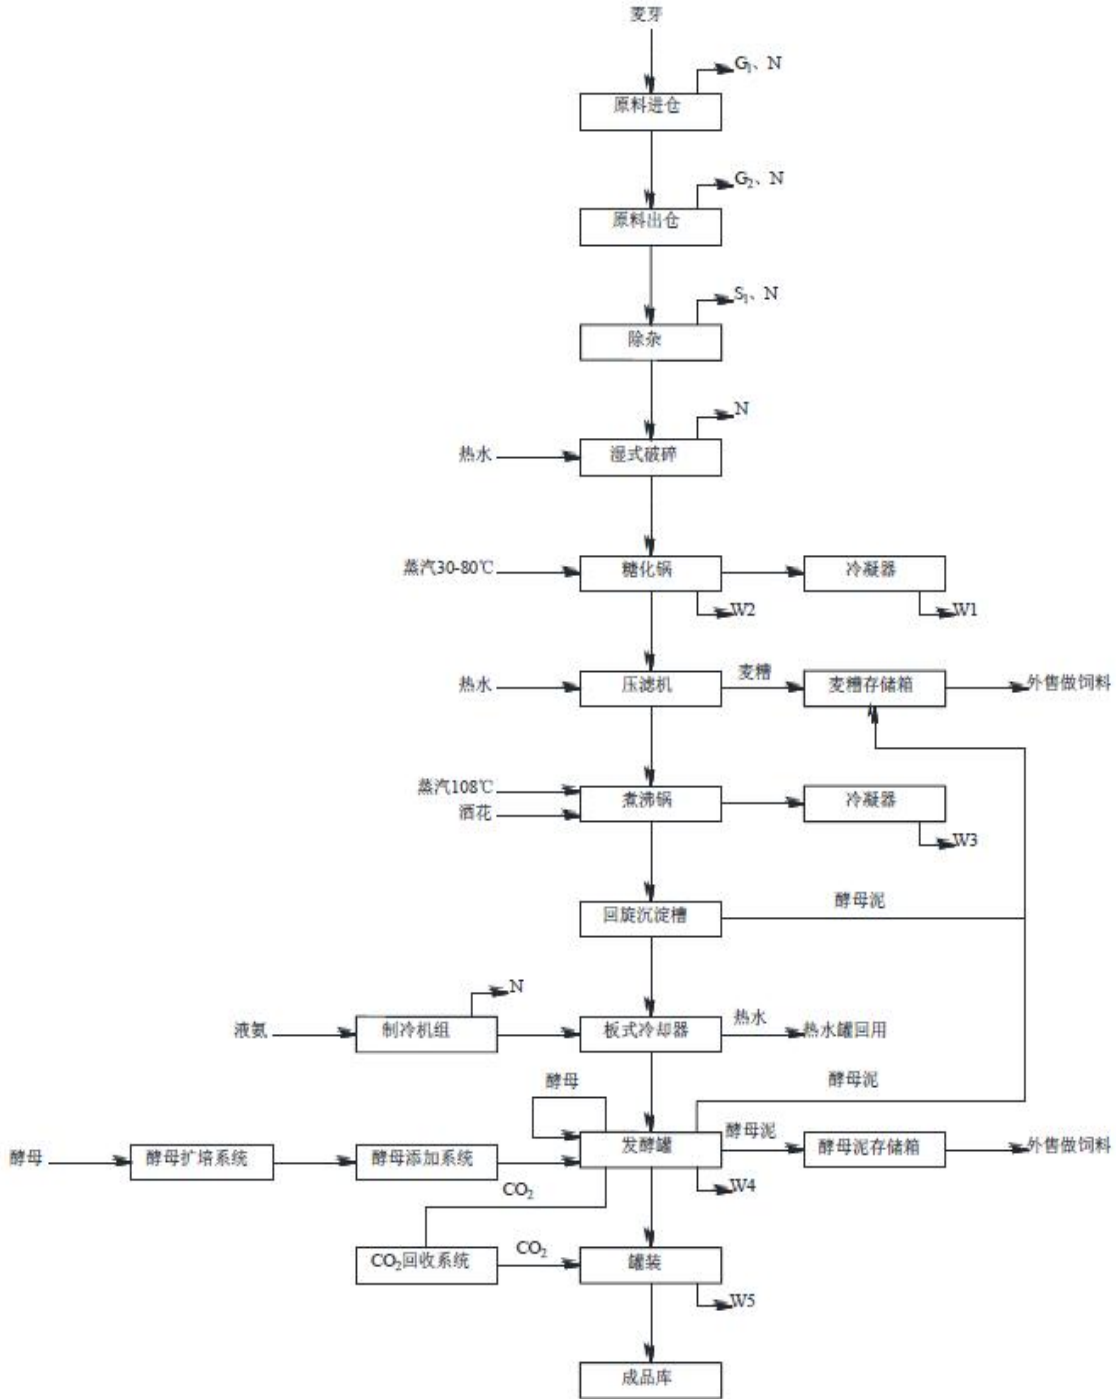 麦芽
G₁、N
原料进仓
G₂、N
原料出仓
S₁、N
除杂
N
热水
湿式破碎
蒸汽30-80℃
糖化锅
冷凝器
W2
W1
热水
压滤机
麦糟
麦糟存储箱
外售做饲料
蒸汽108℃
酒花
煮沸锅
冷凝器
W3
回旋沉淀槽
酵母泥
N
液氨
制冷机组
板式冷却器
热水
热水罐回用
酵母
酵母泥
酵母
酵母扩培系统
酵母添加系统
发酵罐
酵母泥
酵母泥存储箱
外售做饲料
W4
CO₂
CO₂回收系统
CO₂
罐装
W5
成品库